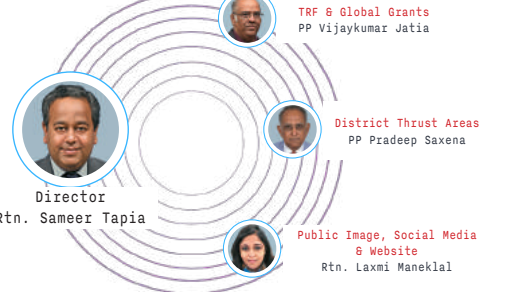 TRF & Global Grants
PP Vijaykumar Jatia
District Thrust Areas
PP Pradeep Saxena
Director
Rtn. Sameer Tapia
Public Image, Social Media
& Website
Rtn. Laxmi Maneklal